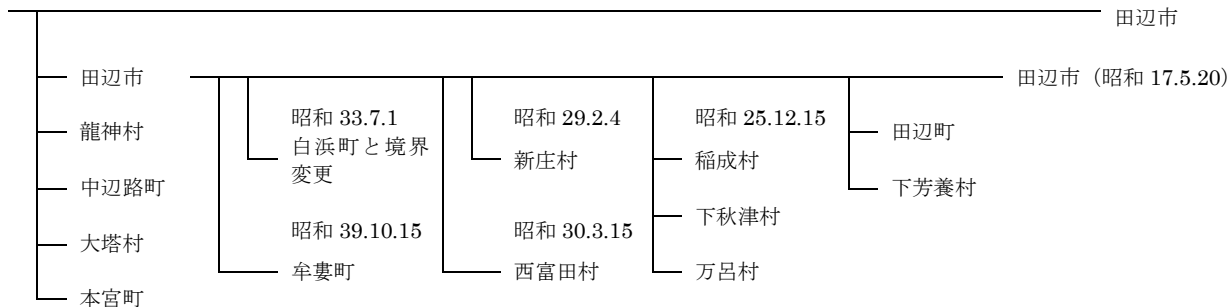 田辺市
田辺市
田辺市（昭和 17.5.20）
龍神村
中辺路町
大塔村
本宮町
昭和 33.7.1
白浜町と境界
変更
昭和 39.10.15
牟婁町
昭和 29.2.4
新庄村
昭和 30.3.15
西富田村
昭和 25.12.15
稲成村
下秋津村
万呂村
田辺町
下芳養村